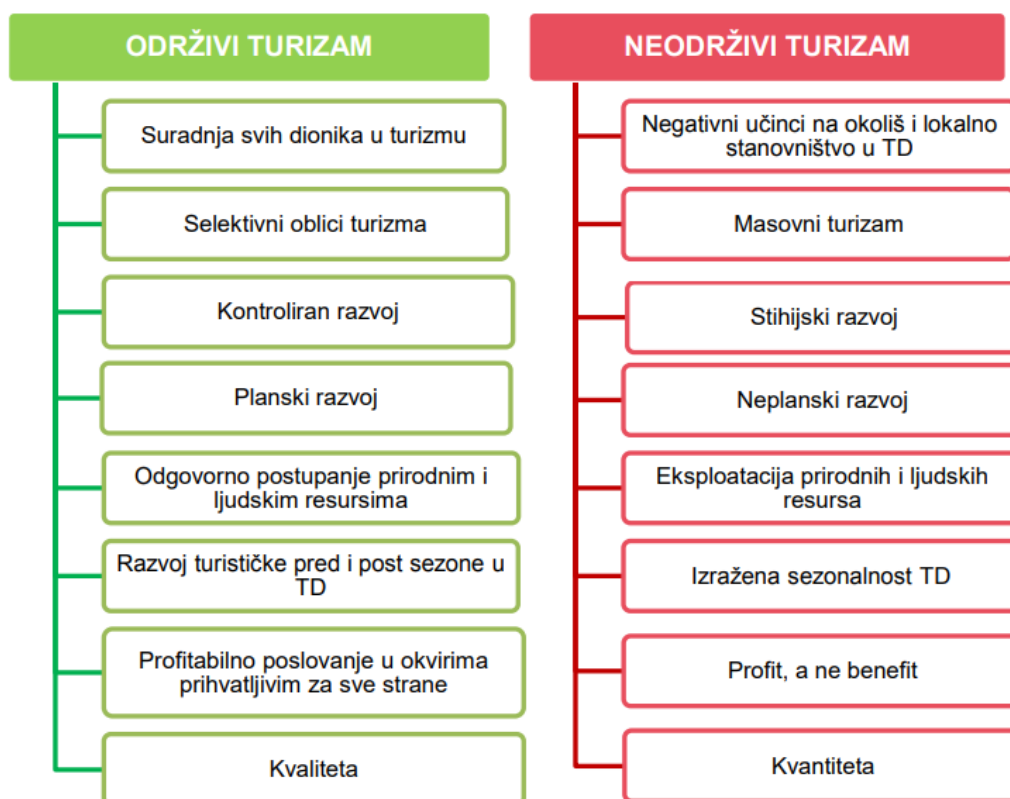 ODRŽIVI TURIZAM
Suradnja svih dionika u turizmu
Selektivni oblici turizma
Kontroliran razvoj
Planski razvoj
Odgovorno postupanje prirodnim i
ljudskim resursima
Razvoj turističke pred i post sezone u
TD
Profitabilno poslovanje u okvirima
prihvatljivim za sve strane
Kvaliteta
NEODRŽIVI TURIZAM
Negativni učinci na okoliš i lokalno
stanovništvo u TD
Masovni turizam
Stihijski razvoj
Neplanski razvoj
Eksploatacija prirodnih i ljudskih
resursa
Izražena sezonalnost TD
Profit, a ne benefit
Kvantiteta